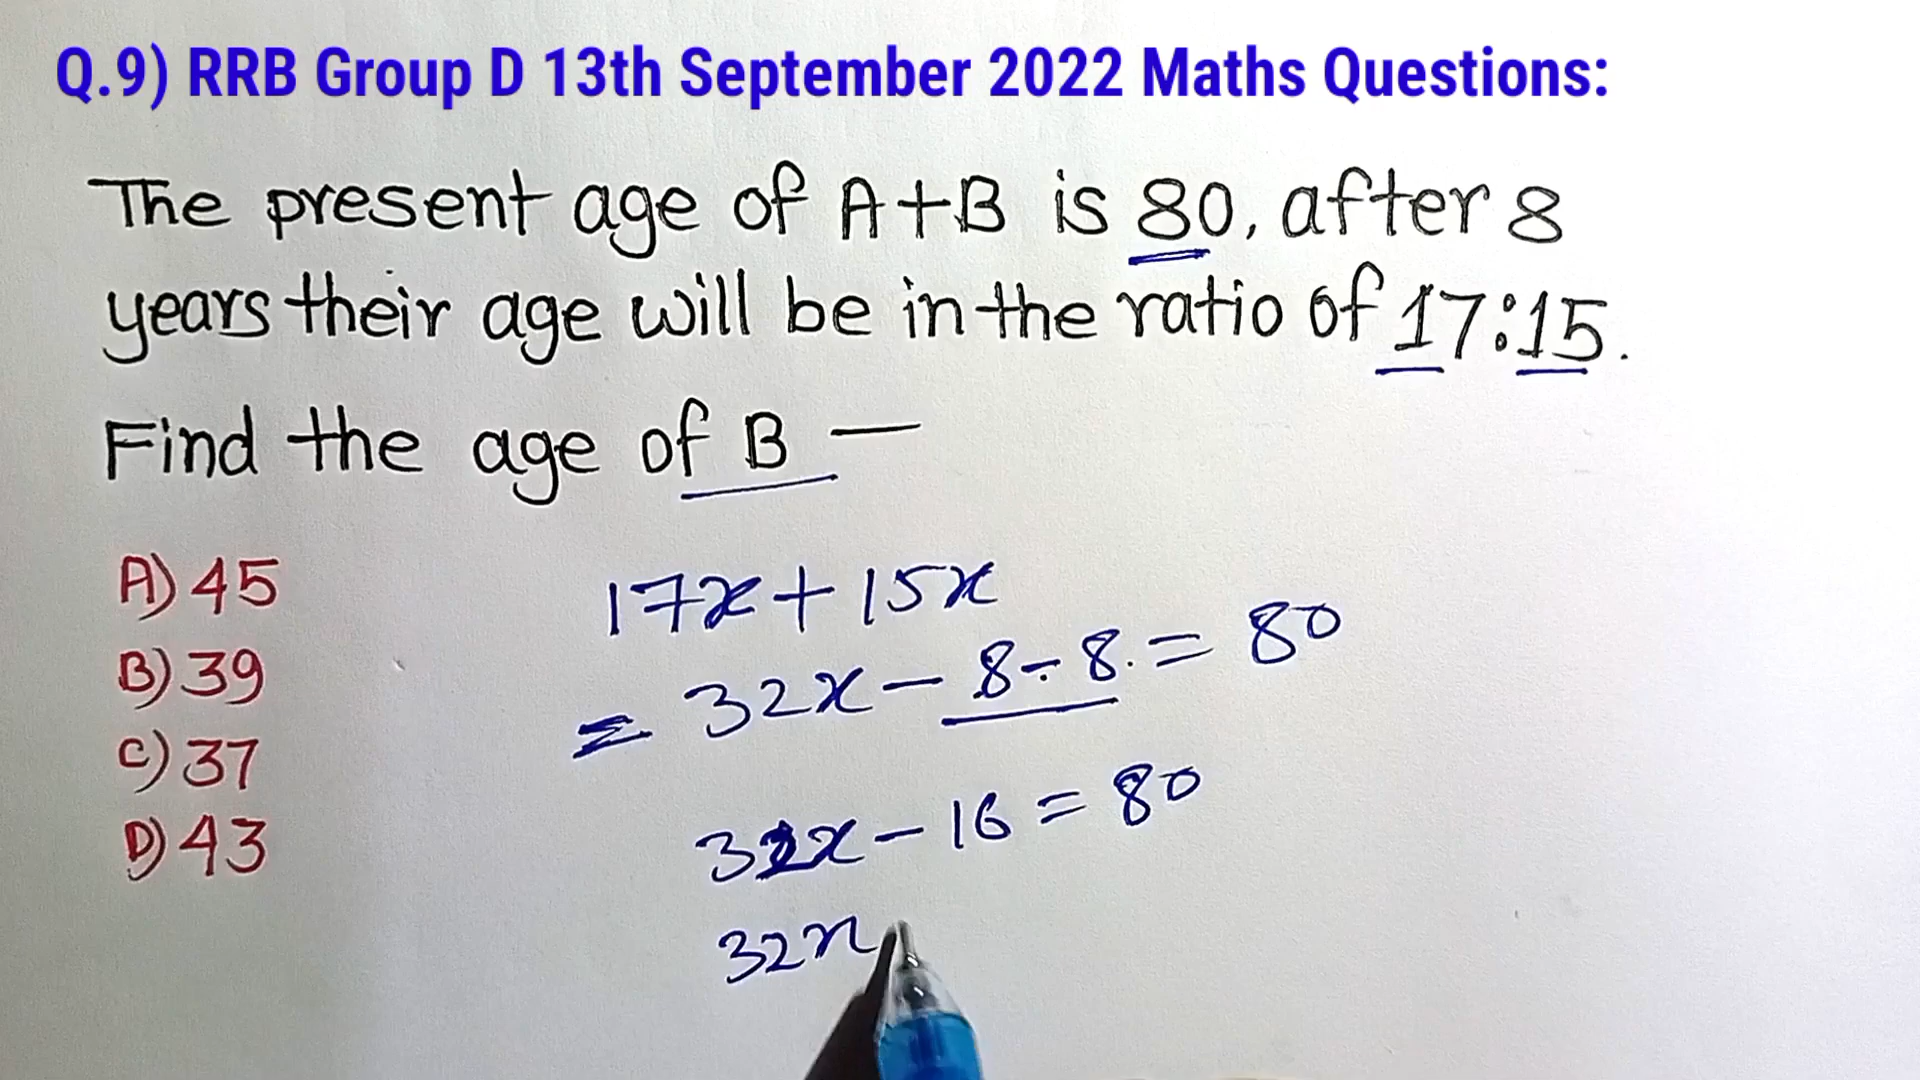 Q.9) RRB Group D 13th September 2022 Maths Questions:
The present age of A+B is 80, after 8
years their age will be in the ratio of 17:15.
Find the age of B —
A) 45
B) 39
C) 37
D) 43
17x + 15x
= 32x - 8 - 8. = 80
32x - 16 = 80
32x